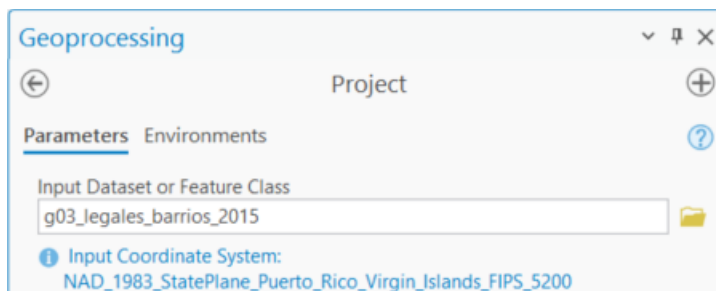 Geoprocessing
Project
Parameters Environments
Input Dataset or Feature Class
g03_legales_barrios_2015
Input Coordinate System:
NAD_1983_StatePlane_Puerto_Rico_Virgin_Islands_FIPS_5200